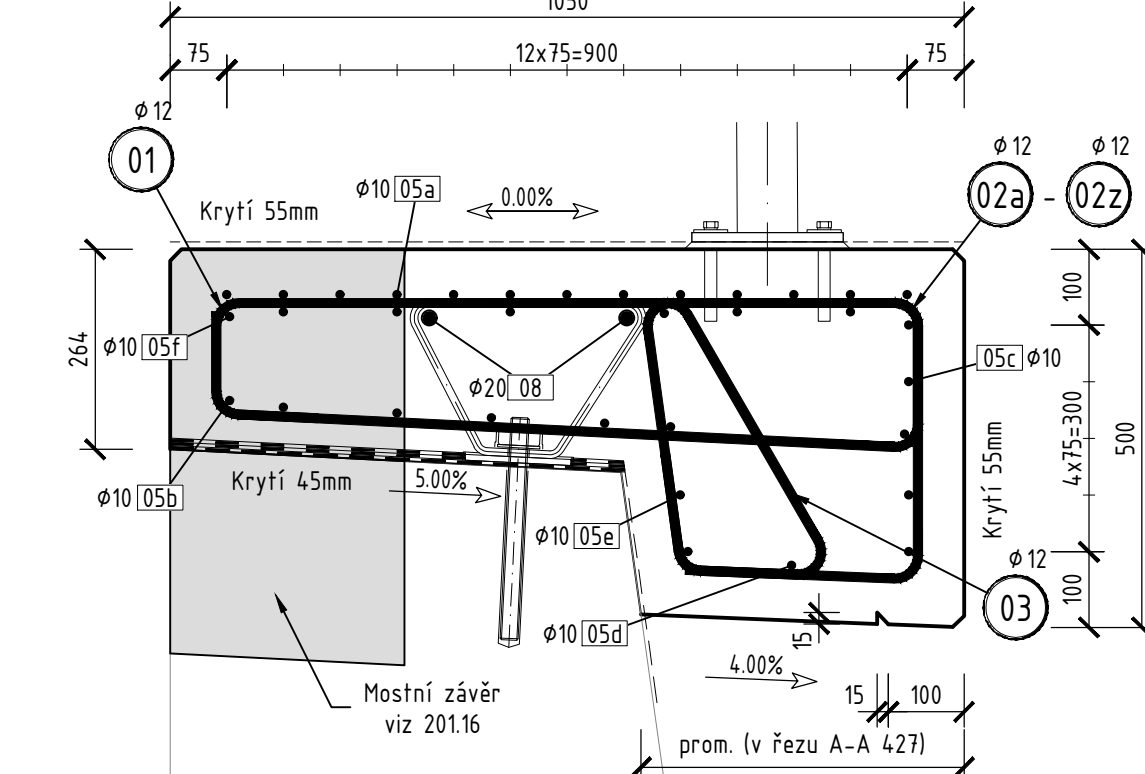 1050
75
12x75=900
75
ϕ12
01
Krytí 55mm
ϕ10 05a
0.00%
ϕ12
ϕ12
02a - 02z
264
ϕ10 05f
ϕ20 08
05c ϕ10
100
4x75=300
500
Krytí 55mm
Krytí 45mm
5.00%
ϕ10 05b
ϕ10 05e
ϕ12
03
100
ϕ10 05d
15
4.00%
Mostní závěr
viz 201.16
15
100
prom. (v řezu A-A 427)